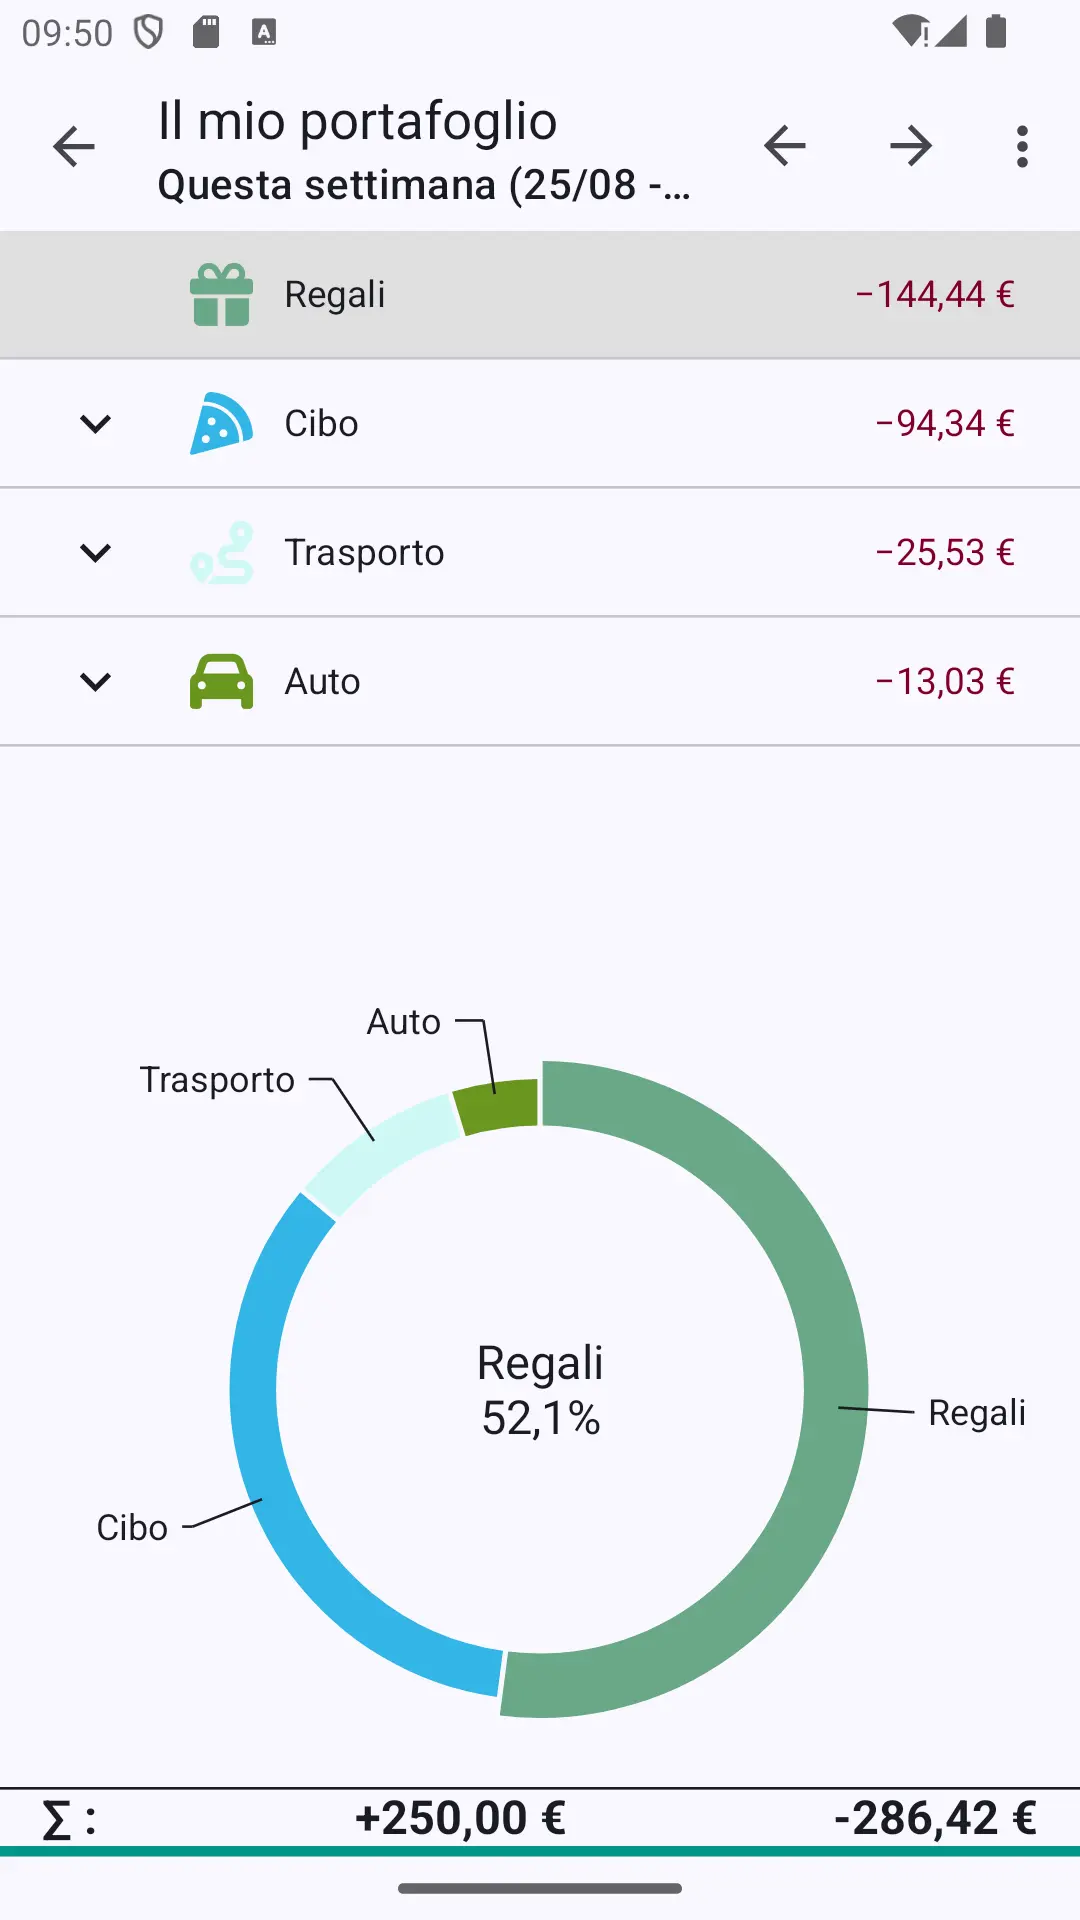 09:50
Il mio portafoglio
Questa settimana (25/08 -…
Regali −144,44 €
Cibo −94,34 €
Trasporto −25,53 €
Auto −13,03 €
Auto
Trasporto
Regali
52,1%
Regali
Cibo
Σ : +250,00 € -286,42 €